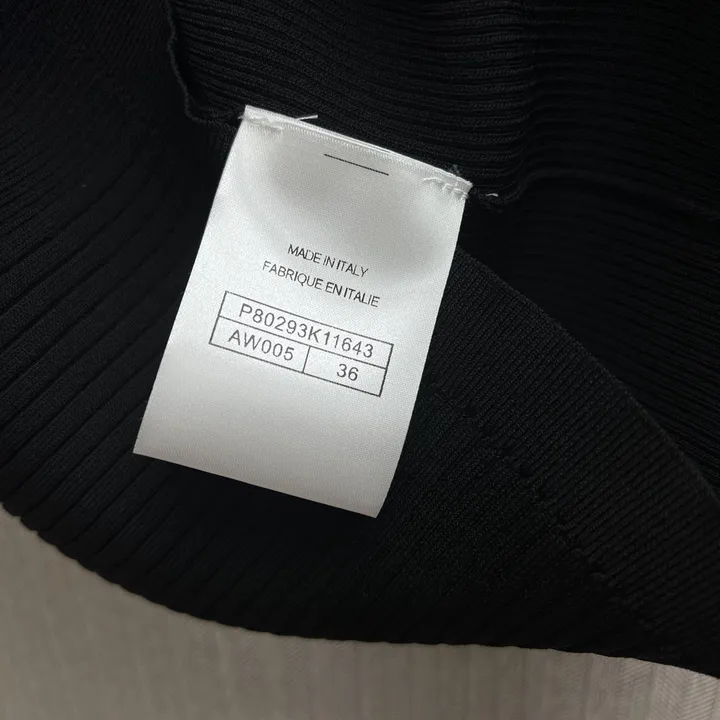 MADE IN ITALY
FABRIQUE EN ITALIE
P80293K11643
AW005 36